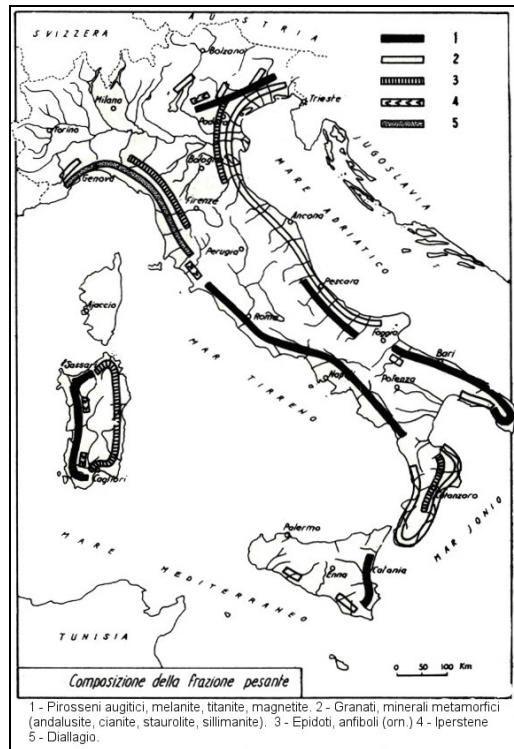 SVIZZERA
AUSTRIA
Bolzano
1
2
3
4
5
Milano
Trieste
Torino
Padova
JUGOSLAVIA
Genova
Bologna
MARE ADRIATICO
Firenze
Ancona
Perugia
Pescara
Ajaccio
Roma
Foggia
Bari
Sassari
MAR TIRRENO
Napoli
Potenza
Cagliari
Catanzaro
MAR JONIO
Palermo
MARE MEDITERRANEO
Enna
Catania
TUNISIA
0 50 100 Km
Composizione della frazione pesante
1 - Pirosseni augitici, melanite, titanite, magnetite. 2 - Granati, minerali metamorfici
(andalusite, cianite, staurolite, sillimanite). 3 - Epidoti, anfiboli (orn.) 4 - Iperstene
5 - Diallagio.